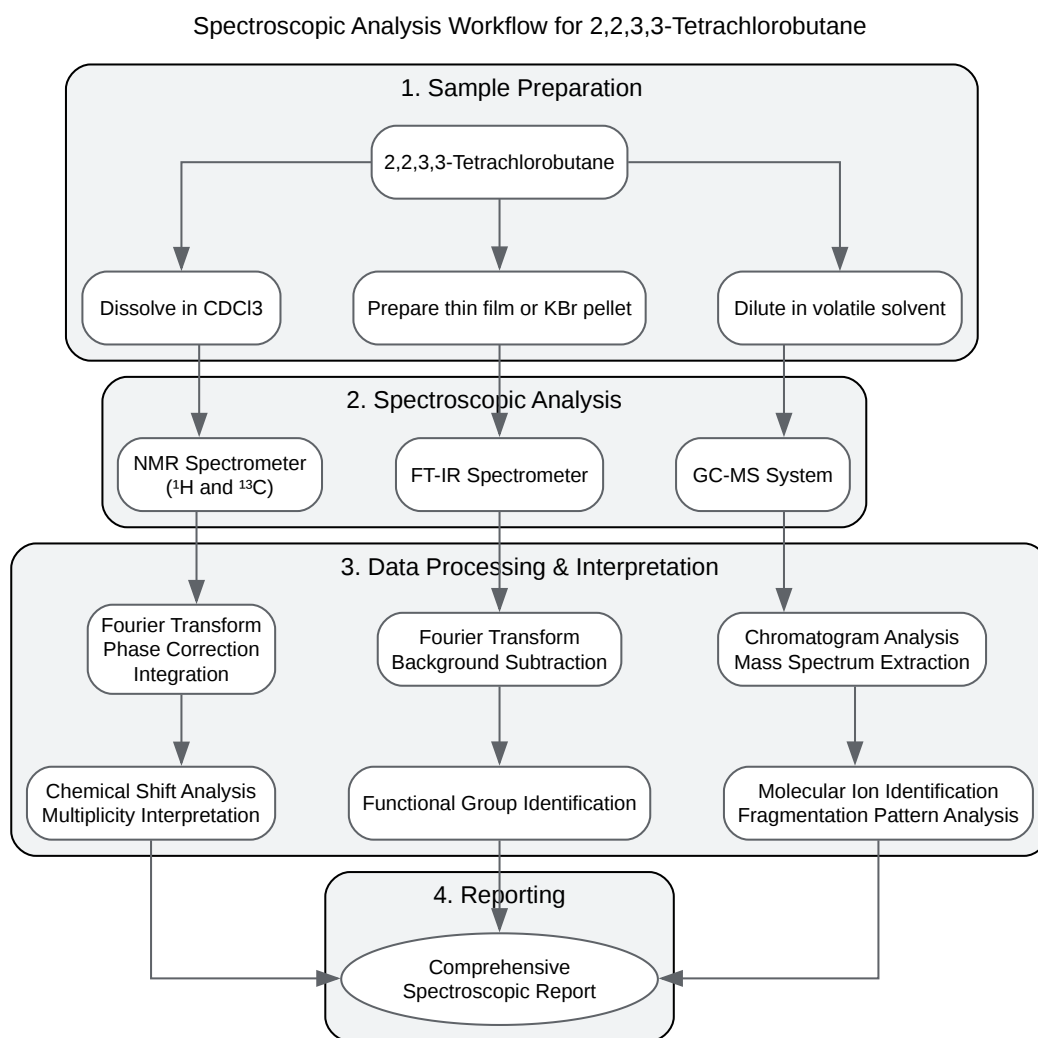 Spectroscopic Analysis Workflow for 2,2,3,3-Tetrachlorobutane
1. Sample Preparation
2,2,3,3-Tetrachlorobutane
Dissolve in CDCl3
Prepare thin film or KBr pellet
Dilute in volatile solvent
2. Spectroscopic Analysis
NMR Spectrometer
(¹H and ¹³C)
FT-IR Spectrometer
GC-MS System
3. Data Processing & Interpretation
Fourier Transform
Phase Correction
Integration
Fourier Transform
Background Subtraction
Chromatogram Analysis
Mass Spectrum Extraction
Chemical Shift Analysis
Multiplicity Interpretation
Functional Group Identification
Molecular Ion Identification
Fragmentation Pattern Analysis
4. Reporting
Comprehensive
Spectroscopic Report